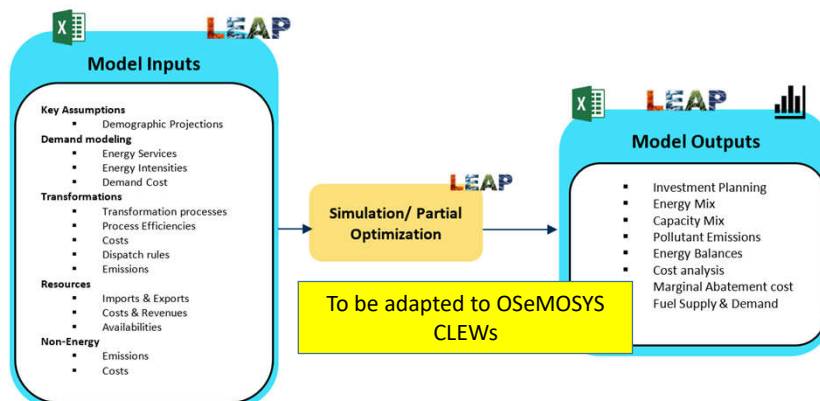 X
LEAP
Model Inputs
Key Assumptions
▪ Demographic Projections
Demand modeling
▪ Energy Services
▪ Energy Intensities
▪ Demand Cost
Transformations
▪ Transformation processes
▪ Process Efficiencies
▪ Costs
▪ Dispatch rules
▪ Emissions
Resources
▪ Imports & Exports
▪ Costs & Revenues
▪ Availabilities
Non-Energy
▪ Emissions
▪ Costs
LEAP
Simulation/ Partial
Optimization
To be adapted to OSeMOSYS
CLEWs
X
LEAP
Model Outputs
▪ Investment Planning
▪ Energy Mix
▪ Capacity Mix
▪ Pollutant Emissions
▪ Energy Balances
▪ Cost analysis
▪ Marginal Abatement cost
Fuel Supply & Demand